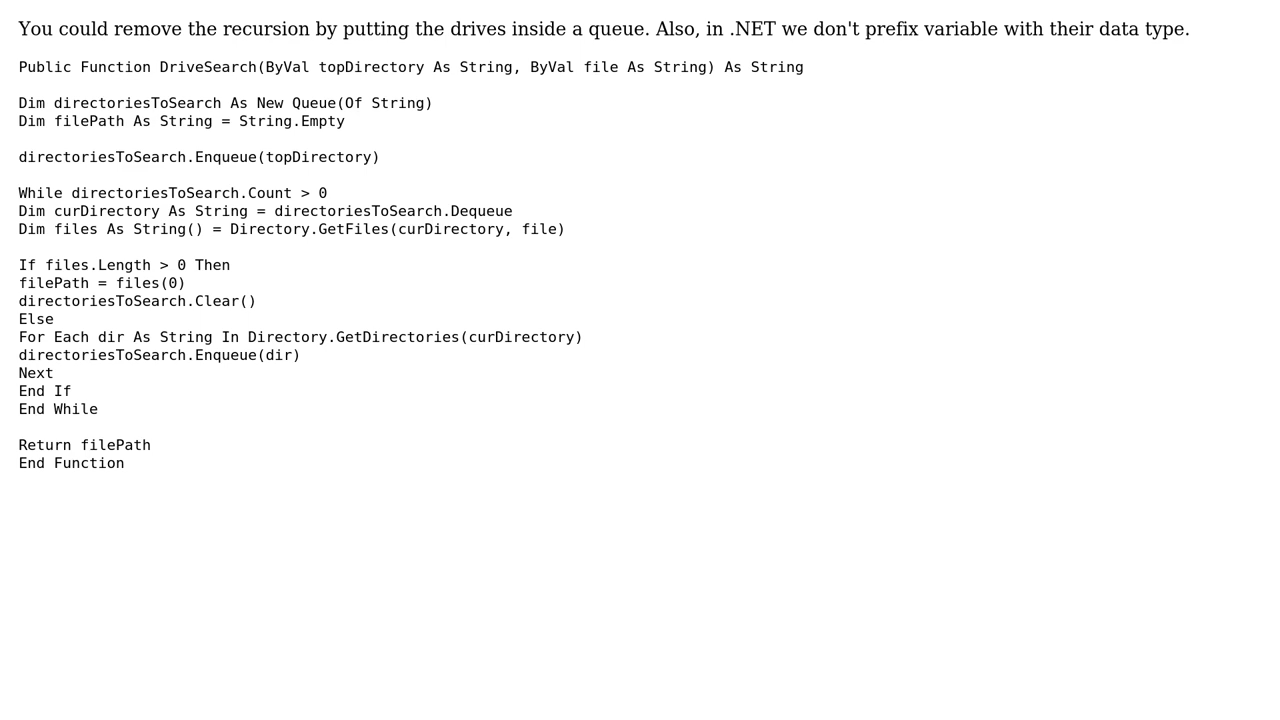 You could remove the recursion by putting the drives inside a queue. Also, in .NET we don't prefix variable with their data type.
Public Function DriveSearch(ByVal topDirectory As String, ByVal file As String) As String
Dim directoriesToSearch As New Queue(Of String)
Dim filePath As String = String.Empty
directoriesToSearch.Enqueue(topDirectory)
While directoriesToSearch.Count > 0
Dim curDirectory As String = directoriesToSearch.Dequeue
Dim files As String() = Directory.GetFiles(curDirectory, file)
If files.Length > 0 Then
filePath = files(0)
directoriesToSearch.Clear()
Else
For Each dir As String In Directory.GetDirectories(curDirectory)
directoriesToSearch.Enqueue(dir)
Next
End If
End While
Return filePath
End Function